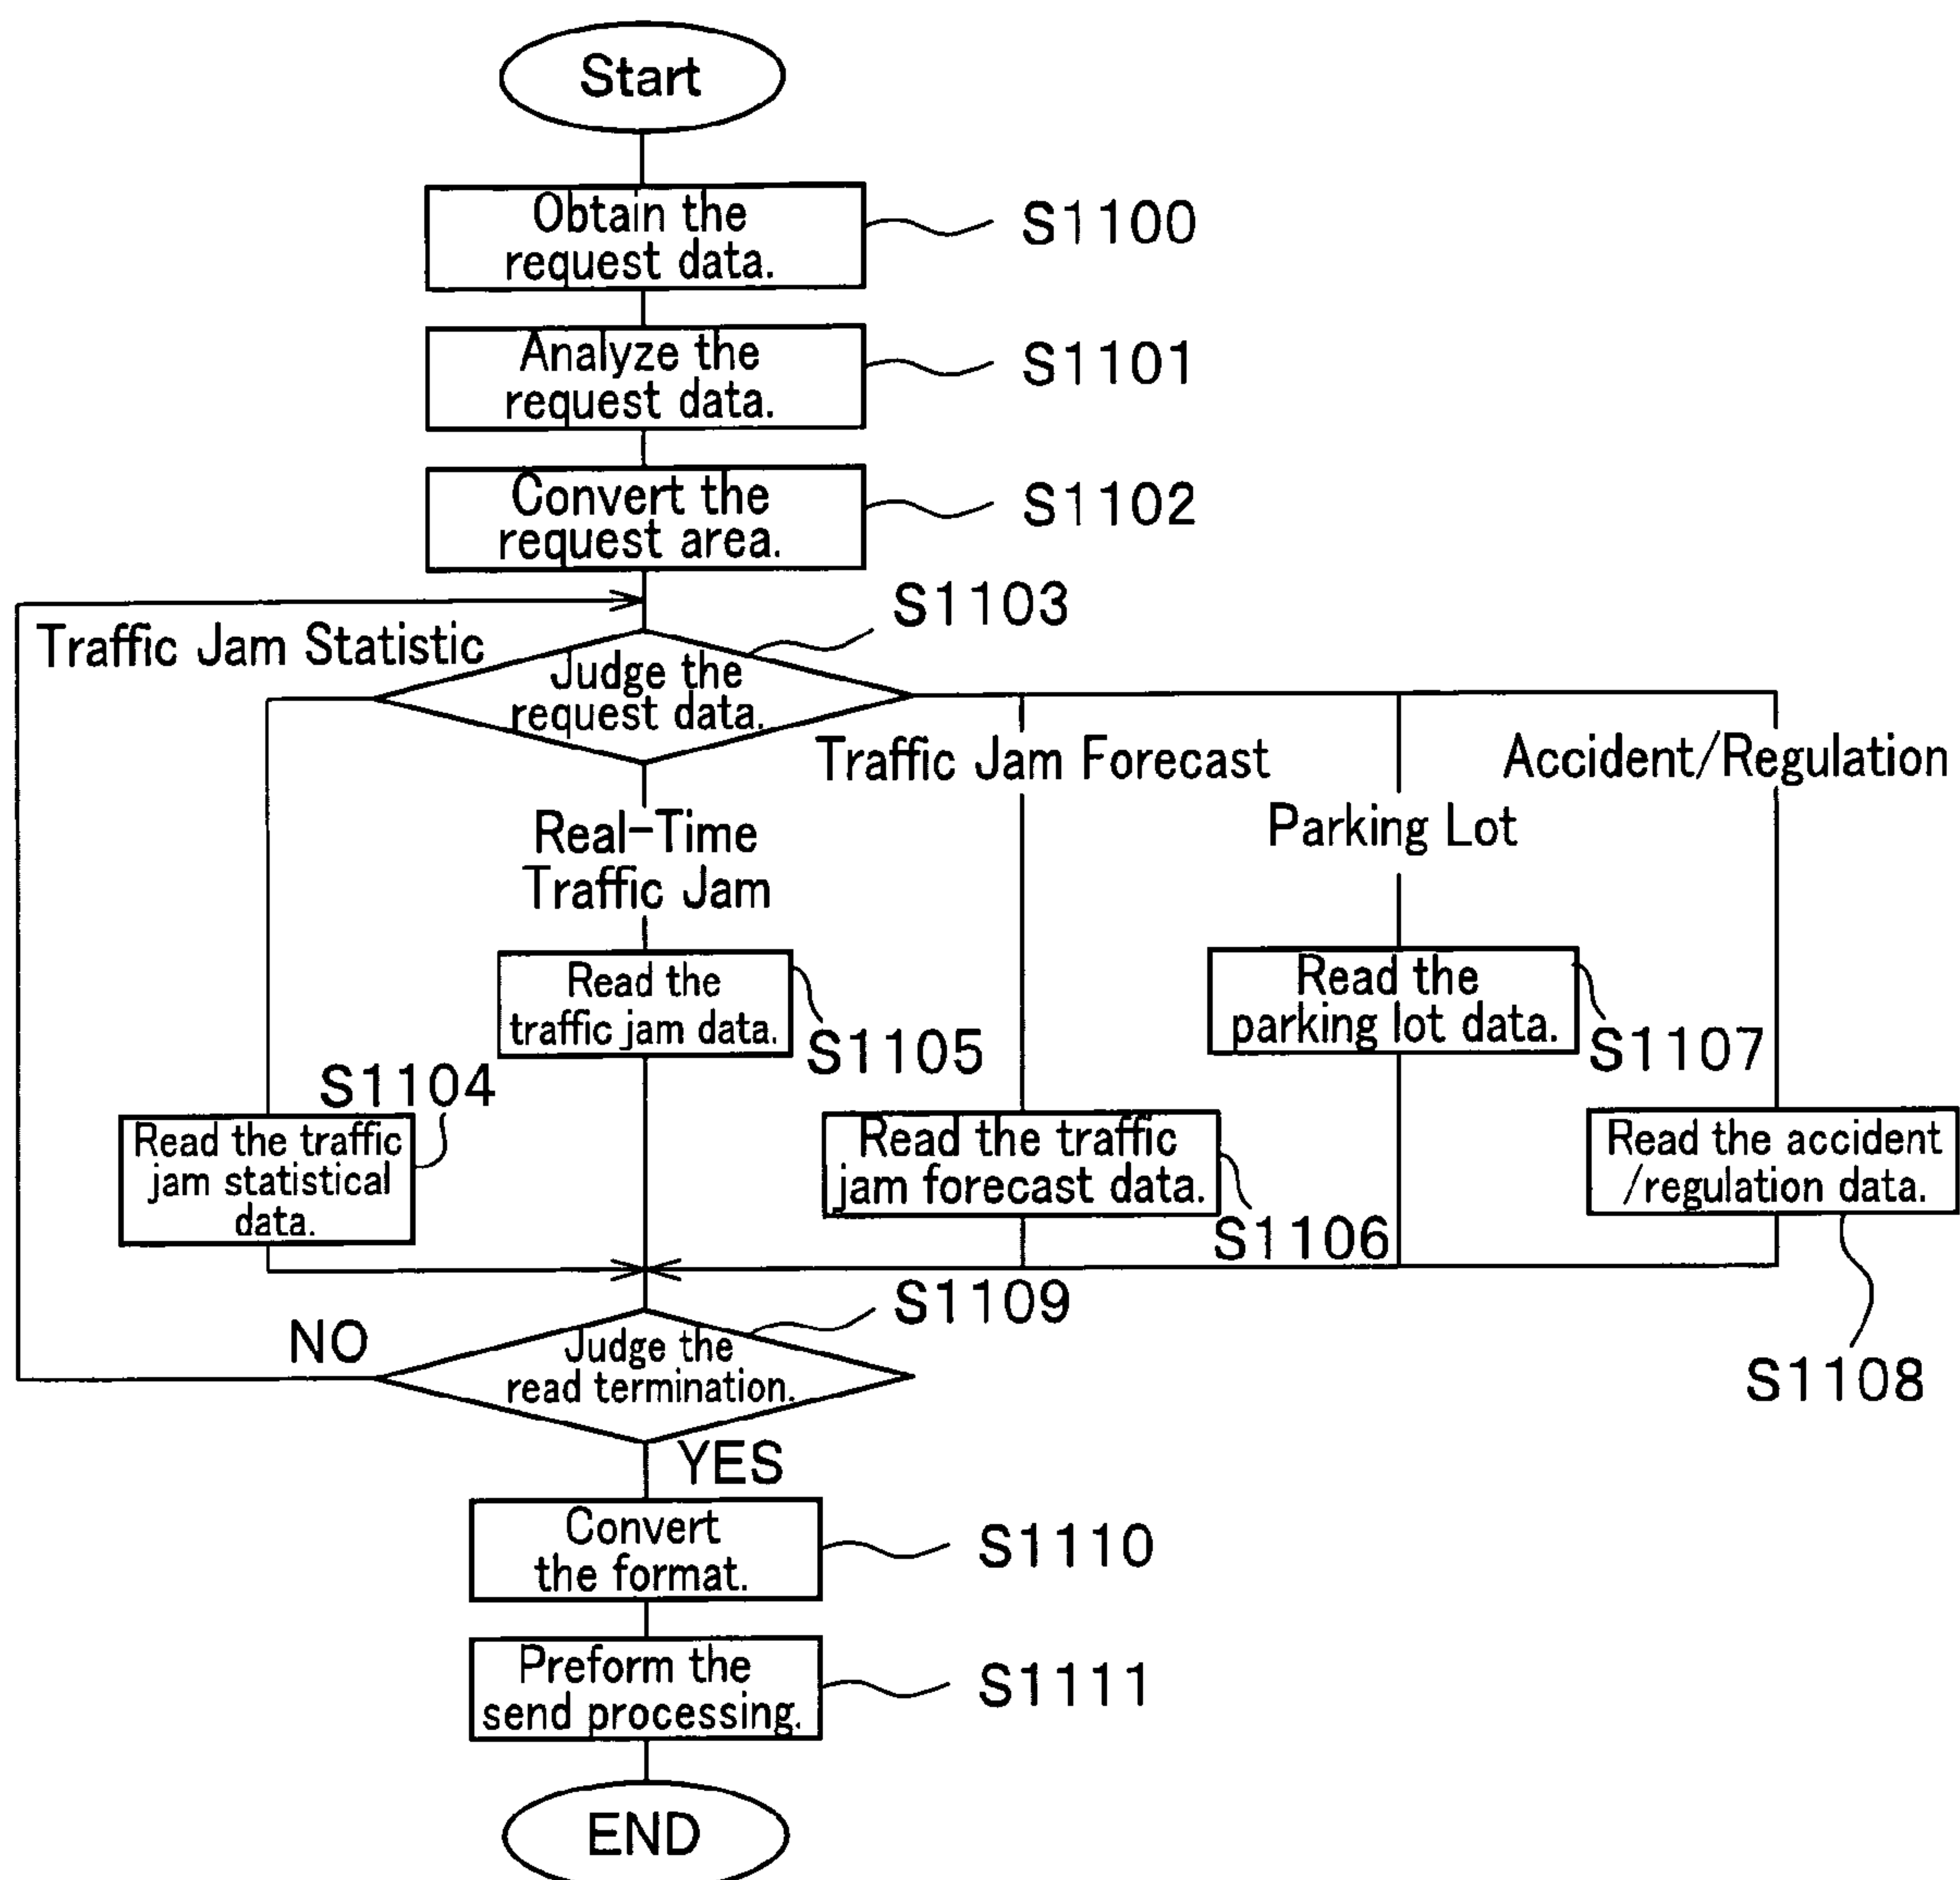 Start
Obtain the
request data.
S1100
Analyze the
request data.
S1101
Convert the
request area.
S1102
S1103
Traffic Jam Statistic
Judge the
request data.
Traffic Jam Forecast
Accident/Regulation
Real-Time
Traffic Jam
Parking Lot
Read the
traffic jam data.
S1105
Read the
parking lot data.
S1107
S1104
Read the traffic
jam statistical
data.
Read the traffic
jam forecast data.
S1106
Read the accident
/regulation data.
S1108
S1109
NO
Judge the
read termination.
YES
Convert
the format.
S1110
Preform the
send processing.
S1111
END